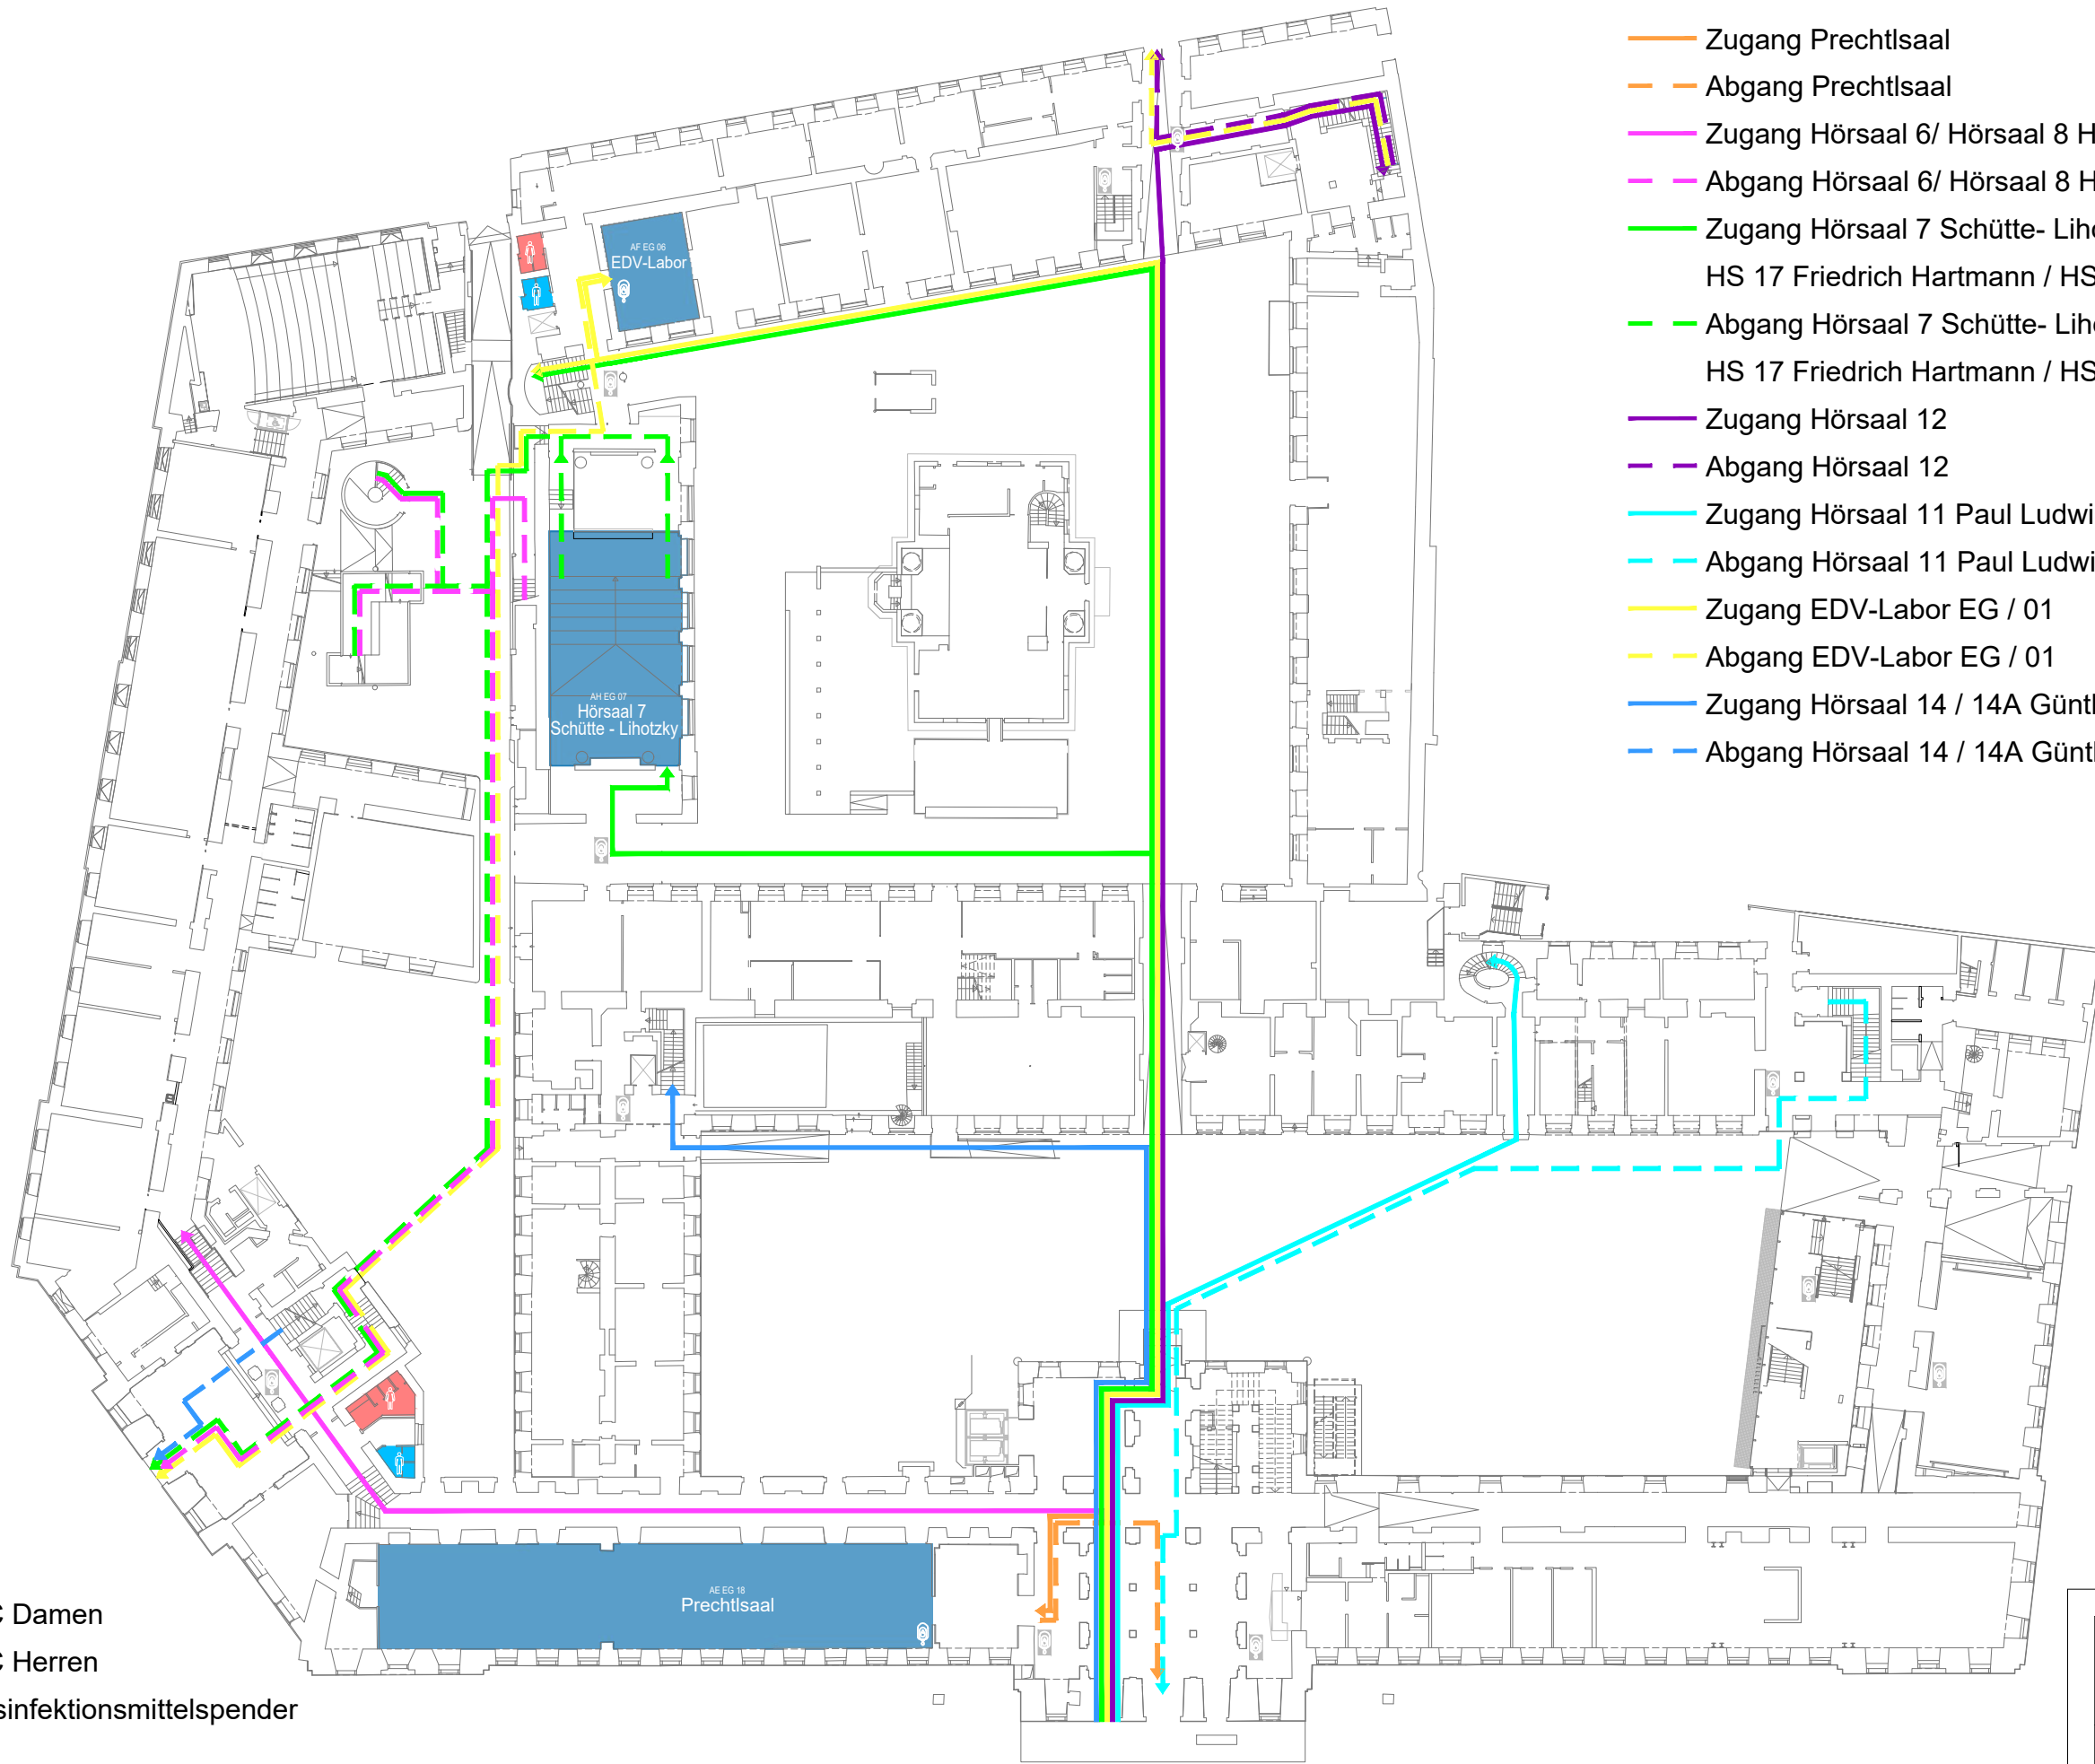 Zugang Prechtlsaal
Abgang Prechtlsaal
Zugang Hörsaal 6/ Hörsaal 8 H
Abgang Hörsaal 6/ Hörsaal 8 H
Zugang Hörsaal 7 Schütte- Liho
HS 17 Friedrich Hartmann / HS
Abgang Hörsaal 7 Schütte- Liho
HS 17 Friedrich Hartmann / HS
Zugang Hörsaal 12
Abgang Hörsaal 12
Zugang Hörsaal 11 Paul Ludwi
Abgang Hörsaal 11 Paul Ludwi
Zugang EDV-Labor EG / 01
Abgang EDV-Labor EG / 01
Zugang Hörsaal 14 / 14A Günth
Abgang Hörsaal 14 / 14A Günth
AF EG 06
EDV-Labor
AH EG 07
Hörsaal 7
Schütte - Lihotzky
AE EG 18
Prechtlsaal
C Damen
C Herren
sinfektionsmittelspender